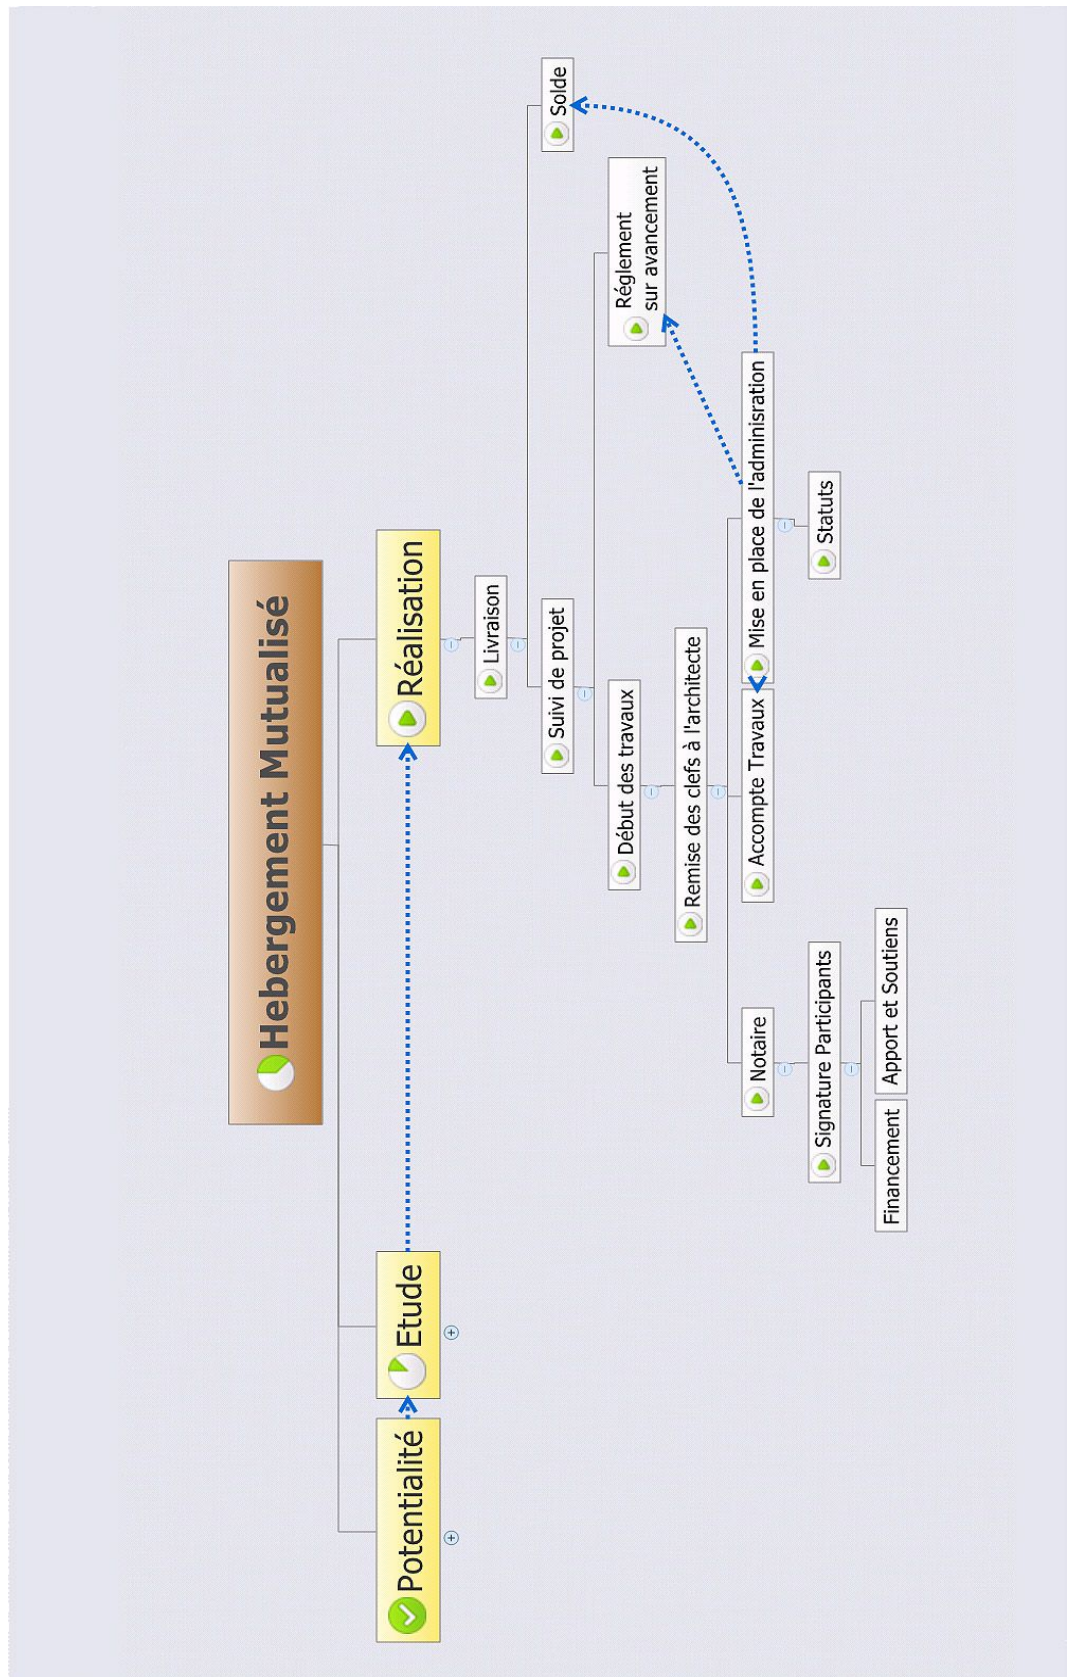 Hebergement Mutualisé
Potentialité
Etude
Réalisation
Livraison
Suivi de projet
Solde
Début des travaux
Réglement
sur avancement
Remise des clefs à l'architecte
Notaire
Accompte Travaux
Mise en place de l'adminisration
Signature Participants
Statuts
Financement
Apport et Soutiens